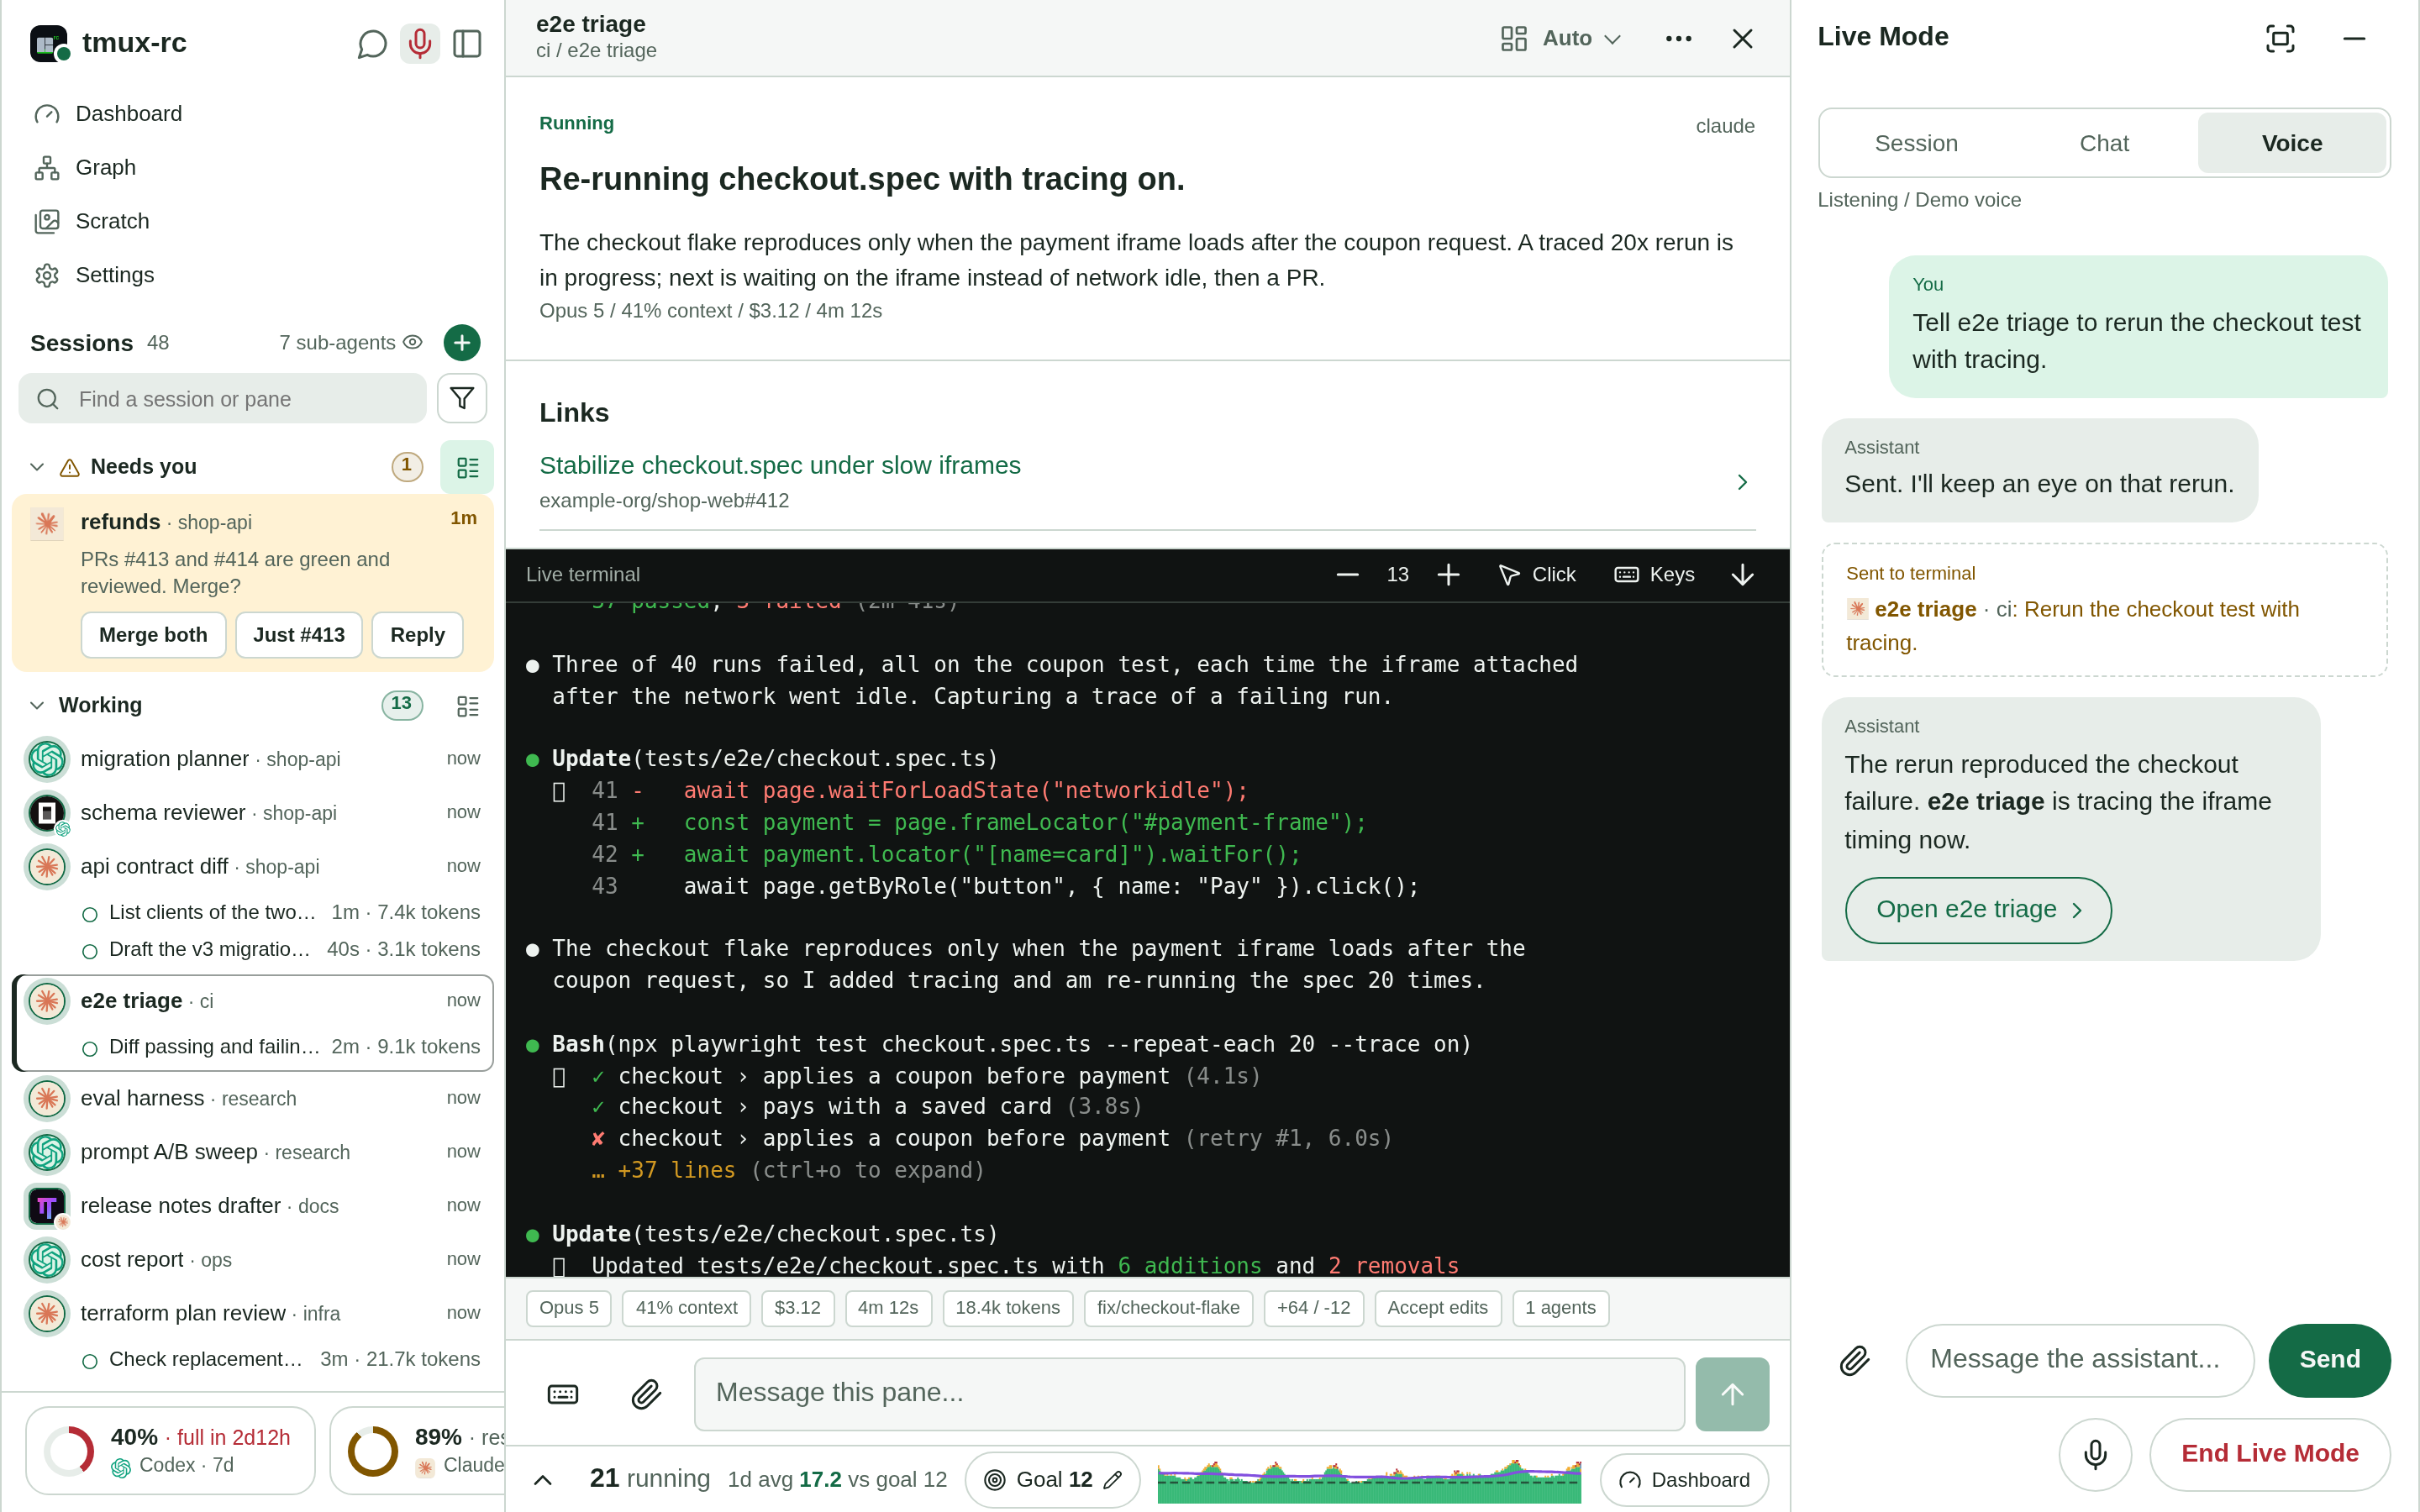 tmux-rc
Dashboard
Graph
Scratch
Settings
Sessions 48 7 sub-agents
Find a session or pane
Needs you 1
refunds · shop-api 1m
PRs #413 and #414 are green and
reviewed. Merge?
Merge both Just #413 Reply
Working 13
migration planner · shop-api now
schema reviewer · shop-api now
api contract diff · shop-api now
List clients of the two… 1m · 7.4k tokens
Draft the v3 migratio… 40s · 3.1k tokens
e2e triage · ci now
Diff passing and failin… 2m · 9.1k tokens
eval harness · research now
prompt A/B sweep · research now
release notes drafter · docs now
cost report · ops now
terraform plan review · infra now
Check replacement… 3m · 21.7k tokens
40% · full in 2d12h
Codex · 7d
89% · res
Claude
e2e triage
ci / e2e triage
Auto
Running
claude
Re-running checkout.spec with tracing on.
The checkout flake reproduces only when the payment iframe loads after the coupon request. A traced 20x rerun is
in progress; next is waiting on the iframe instead of network idle, then a PR.
Opus 5 / 41% context / $3.12 / 4m 12s
Links
Stabilize checkout.spec under slow iframes
example-org/shop-web#412
Live terminal 13 Click Keys
37 passed, 3 failed (2m 41s)
● Three of 40 runs failed, all on the coupon test, each time the iframe attached
after the network went idle. Capturing a trace of a failing run.
● Update(tests/e2e/checkout.spec.ts)
41 - await page.waitForLoadState("networkidle");
41 + const payment = page.frameLocator("#payment-frame");
42 + await payment.locator("[name=card]").waitFor();
43 await page.getByRole("button", { name: "Pay" }).click();
● The checkout flake reproduces only when the payment iframe loads after the
coupon request, so I added tracing and am re-running the spec 20 times.
● Bash(npx playwright test checkout.spec.ts --repeat-each 20 --trace on)
✓ checkout › applies a coupon before payment (4.1s)
✓ checkout › pays with a saved card (3.8s)
✘ checkout › applies a coupon before payment (retry #1, 6.0s)
… +37 lines (ctrl+o to expand)
● Update(tests/e2e/checkout.spec.ts)
Updated tests/e2e/checkout.spec.ts with 6 additions and 2 removals
Opus 5 41% context $3.12 4m 12s 18.4k tokens fix/checkout-flake +64 / -12 Accept edits 1 agents
Message this pane...
21 running 1d avg 17.2 vs goal 12 Goal 12 Dashboard
Live Mode
Session Chat Voice
Listening / Demo voice
You
Tell e2e triage to rerun the checkout test
with tracing.
Assistant
Sent. I'll keep an eye on that rerun.
Sent to terminal
e2e triage · ci: Rerun the checkout test with
tracing.
Assistant
The rerun reproduced the checkout
failure. e2e triage is tracing the iframe
timing now.
Open e2e triage
Message the assistant...
Send
End Live Mode